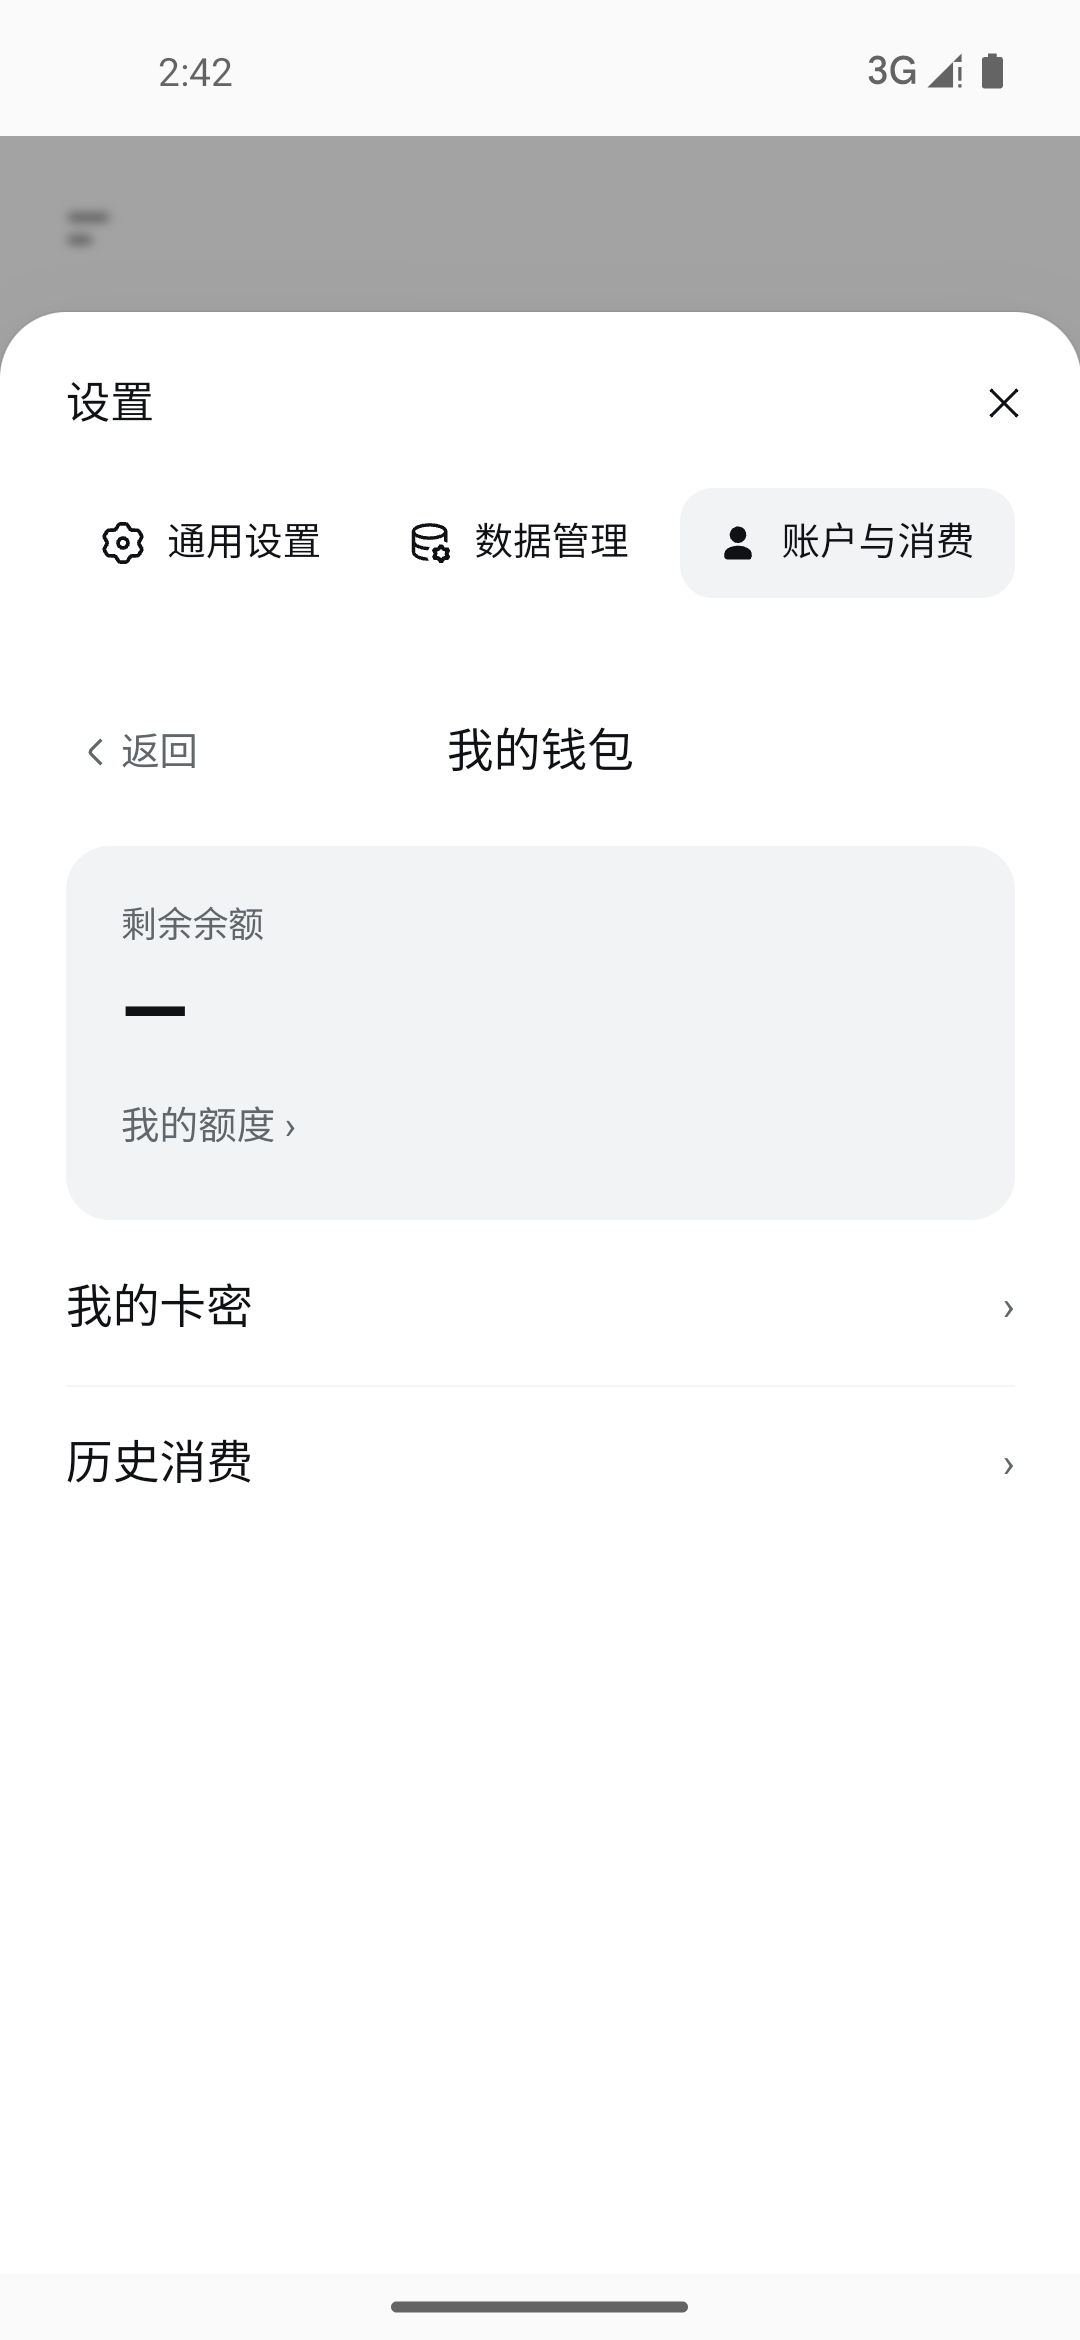 2:42
3G
设置
通用设置
数据管理
账户与消费
返回
我的钱包
剩余余额
—
我的额度 ›
我的卡密 ›
历史消费 ›